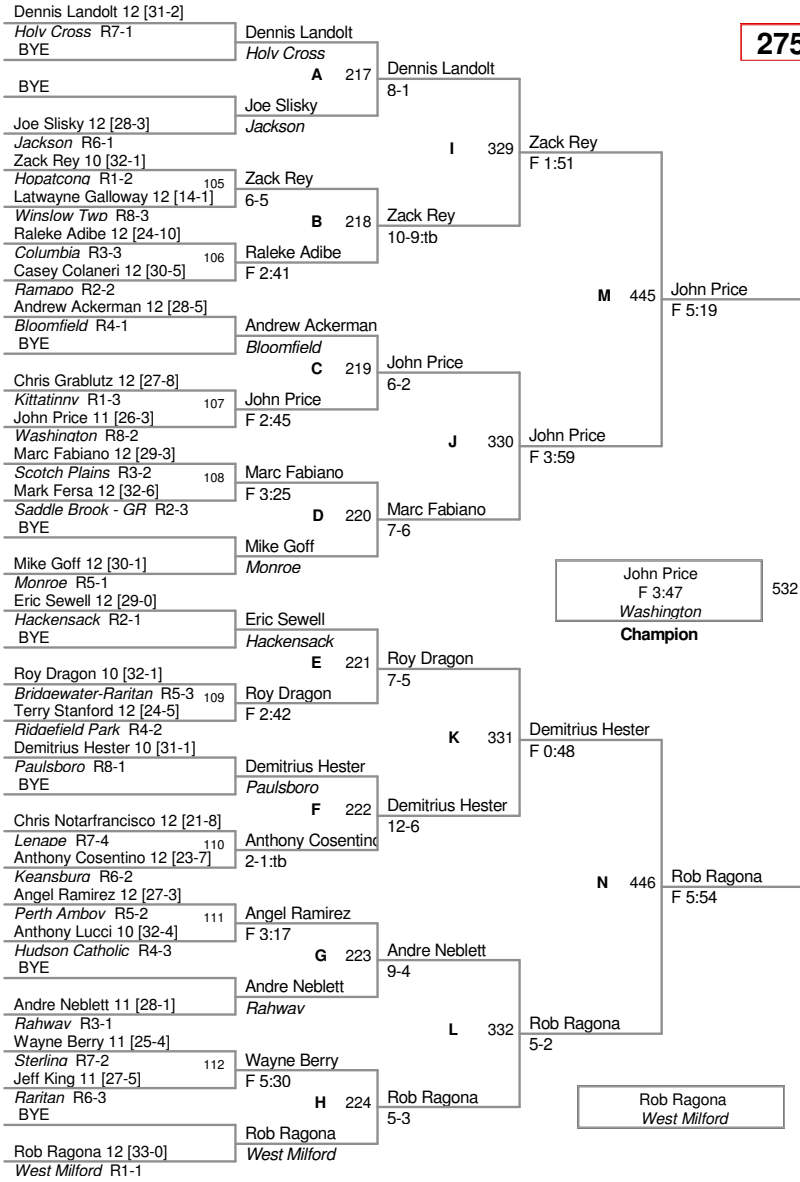 Dennis Landolt 12 [31-2]
Holy Cross R7-1
BYE
BYE
Joe Slisky 12 [28-3]
Jackson R6-1
Zack Rey 10 [32-1]
Hopatcong R1-2
105
Latwayne Galloway 12 [14-1]
Winslow Twp R8-3
Raleke Adibe 12 [24-10]
Columbia R3-3
106
Casey Colaneri 12 [30-5]
Ramapo R2-2
Andrew Ackerman 12 [28-5]
Bloomfield R4-1
BYE
Chris Grablutz 12 [27-8]
Kittatinny R1-3
107
John Price 11 [26-3]
Washington R8-2
Marc Fabiano 12 [29-3]
Scotch Plains R3-2
108
Mark Fersa 12 [32-6]
Saddle Brook - GR R2-3
BYE
Mike Goff 12 [30-1]
Monroe R5-1
Eric Sewell 12 [29-0]
Hackensack R2-1
BYE
Roy Dragon 10 [32-1]
Bridgewater-Raritan R5-3
109
Terry Stanford 12 [24-5]
Ridgefield Park R4-2
Demitrius Hester 10 [31-1]
Paulsboro R8-1
BYE
Chris Notarfrancisco 12 [21-8]
Lenape R7-4
110
Anthony Cosentino 12 [23-7]
Keansburg R6-2
Angel Ramirez 12 [27-3]
Perth Amboy R5-2
111
Anthony Lucci 10 [32-4]
Hudson Catholic R4-3
BYE
Andre Neblett 11 [28-1]
Rahway R3-1
Wayne Berry 11 [25-4]
Sterling R7-2
112
Jeff King 11 [27-5]
Raritan R6-3
BYE
Rob Ragona 12 [33-0]
West Milford R1-1
Dennis Landolt
Holy Cross
A 217
Joe Slisky
Jackson
Zack Rey
6-5
B 218
Raleke Adibe
F 2:41
Andrew Ackerman
Bloomfield
C 219
John Price
F 2:45
Marc Fabiano
F 3:25
D 220
Mike Goff
Monroe
Eric Sewell
Hackensack
E 221
Roy Dragon
F 2:42
Demitrius Hester
Paulsboro
F 222
Anthony Cosentino
2-1:tb
Angel Ramirez
F 3:17
G 223
Andre Neblett
Rahway
Wayne Berry
F 5:30
H 224
Rob Ragona
West Milford
Dennis Landolt
8-1
I 329
Zack Rey
10-9:tb
John Price
6-2
J 330
Marc Fabiano
7-6
Roy Dragon
7-5
K 331
Demitrius Hester
12-6
Andre Neblett
9-4
L 332
Rob Ragona
5-3
Zack Rey
F 1:51
M 445
John Price
F 3:59
Demitrius Hester
F 0:48
N 446
Rob Ragona
5-2
275
John Price
F 5:19
John Price
F 3:47
Washington
532
Champion
Rob Ragona
F 5:54
Rob Ragona
West Milford